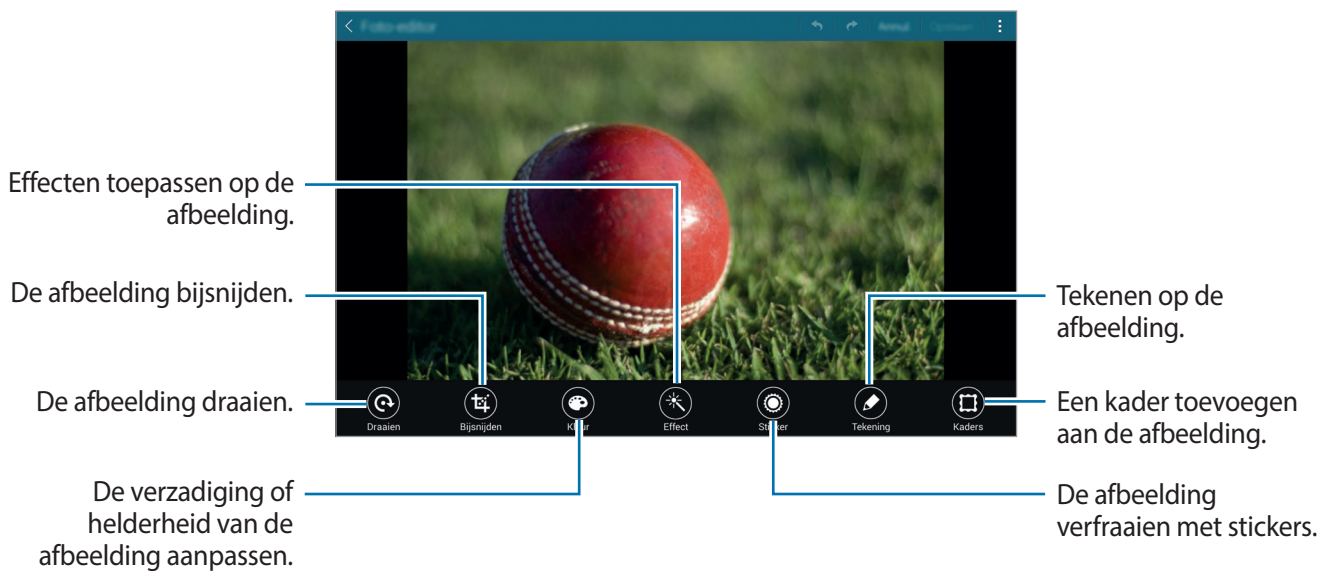 Foto-editor
Annul.
Opslaan
Effecten toepassen op de
afbeelding.
De afbeelding bijsnijden.
De afbeelding draaien.
De verzadiging of
helderheid van de
afbeelding aanpassen.
Draaien
Bijsnijden
Kleur
Effect
Sticker
Tekening
Kaders
Tekenen op de
afbeelding.
Een kader toevoegen
aan de afbeelding.
De afbeelding
verfraaien met stickers.